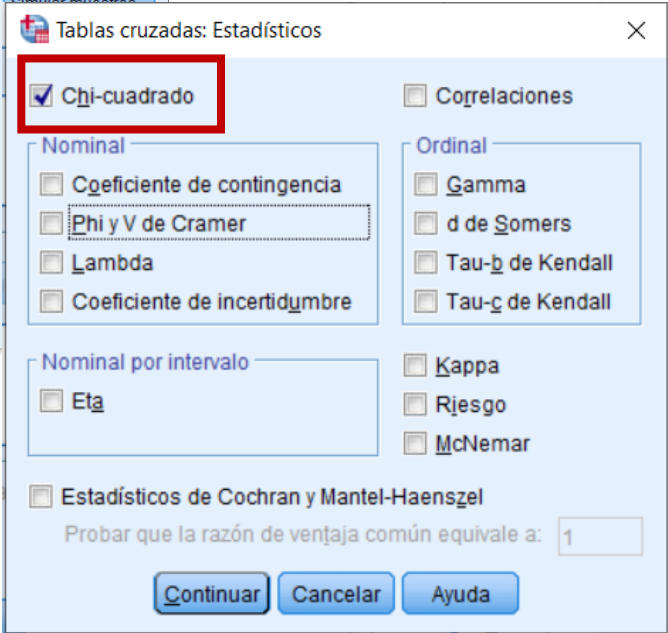 Tablas cruzadas: Estadísticos
Chi-cuadrado
Correlaciones
Nominal
Coeficiente de contingencia
Phi y V de Cramer
Lambda
Coeficiente de incertidumbre
Ordinal
Gamma
d de Somers
Tau-b de Kendall
Tau-c de Kendall
Nominal por intervalo
Eta
Kappa
Riesgo
McNemar
Estadísticos de Cochran y Mantel-Haenszel
Probar que la razón de ventaja común equivale a: 1
Continuar Cancelar Ayuda